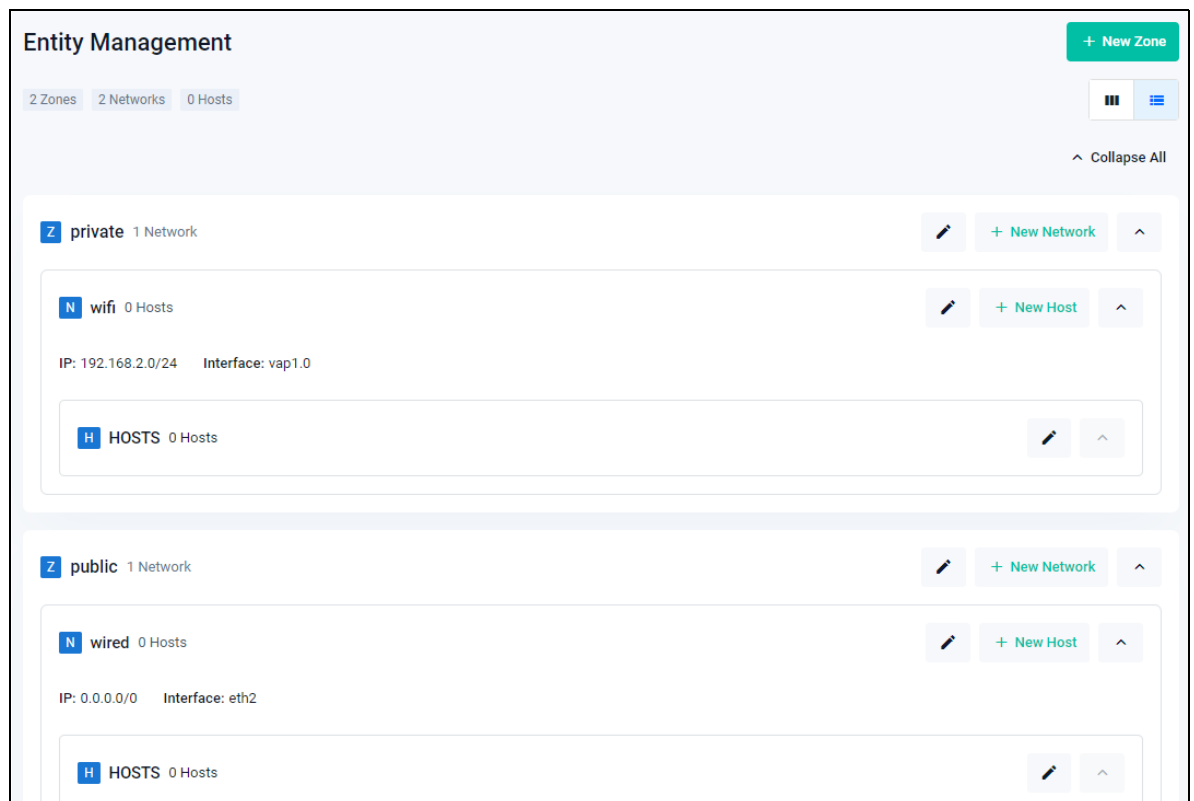 Entity Management
+ New Zone
2 Zones 2 Networks 0 Hosts
Collapse All
Z private 1 Network
+ New Network
N wifi 0 Hosts
+ New Host
IP: 192.168.2.0/24 Interface: vap1.0
H HOSTS 0 Hosts
Z public 1 Network
+ New Network
N wired 0 Hosts
+ New Host
IP: 0.0.0.0/0 Interface: eth2
H HOSTS 0 Hosts